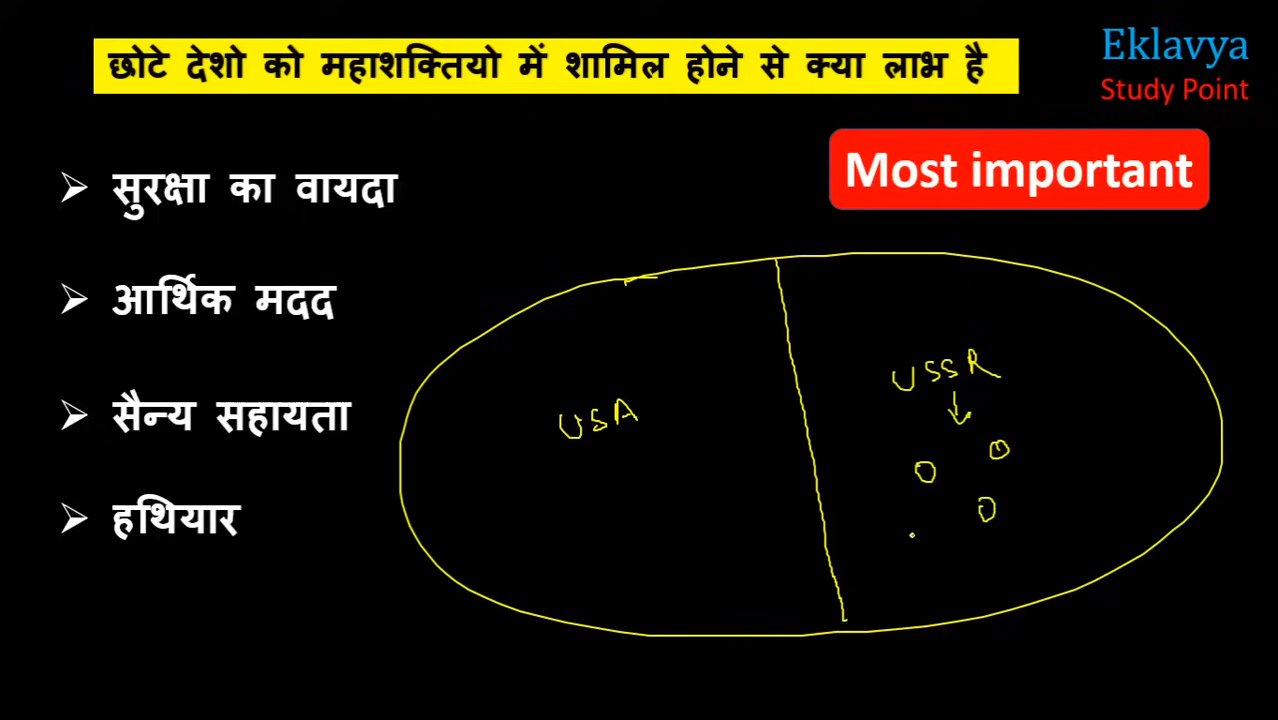 छोटे देशो को महाशक्तियो में शामिल होने से क्या लाभ है
Eklavya
Study Point
Most important
सुरक्षा का वायदा
आर्थिक मदद
सैन्य सहायता
हथियार
USA
USSR